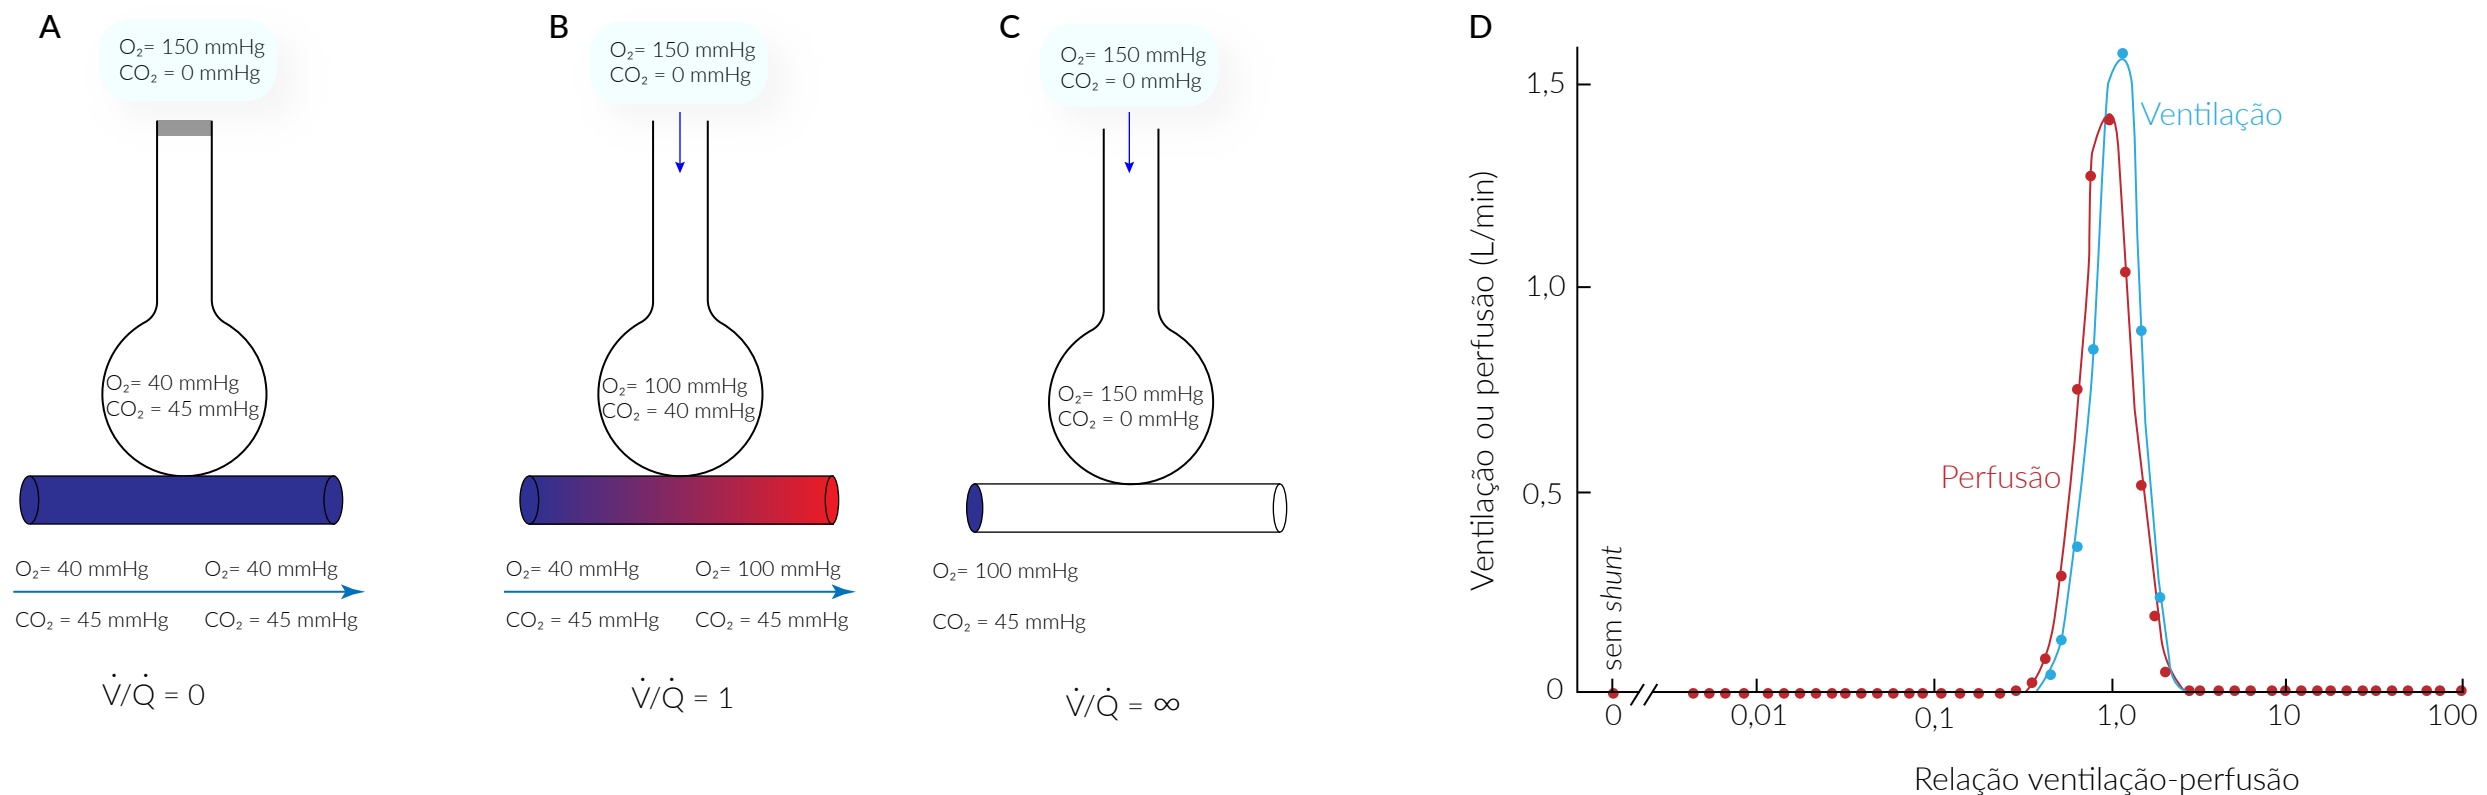 A
O₂= 150 mmHg
CO₂ = 0 mmHg
O₂= 40 mmHg
CO₂ = 45 mmHg
O₂= 40 mmHg
O₂= 40 mmHg
CO₂ = 45 mmHg
CO₂ = 45 mmHg
V̇/Q̇ = 0
B
O₂= 150 mmHg
CO₂ = 0 mmHg
O₂= 100 mmHg
CO₂ = 40 mmHg
O₂= 40 mmHg
O₂= 100 mmHg
CO₂ = 45 mmHg
CO₂ = 45 mmHg
V̇/Q̇ = 1
C
O₂= 150 mmHg
CO₂ = 0 mmHg
O₂= 150 mmHg
CO₂ = 0 mmHg
O₂= 100 mmHg
CO₂ = 45 mmHg
V̇/Q̇ = ∞
D
Ventilação ou perfusão (L/min)
1,5
1,0
0,5
0
sem shunt
Ventilação
Perfusão
0
0,01
0,1
1,0
10
100
Relação ventilação-perfusão